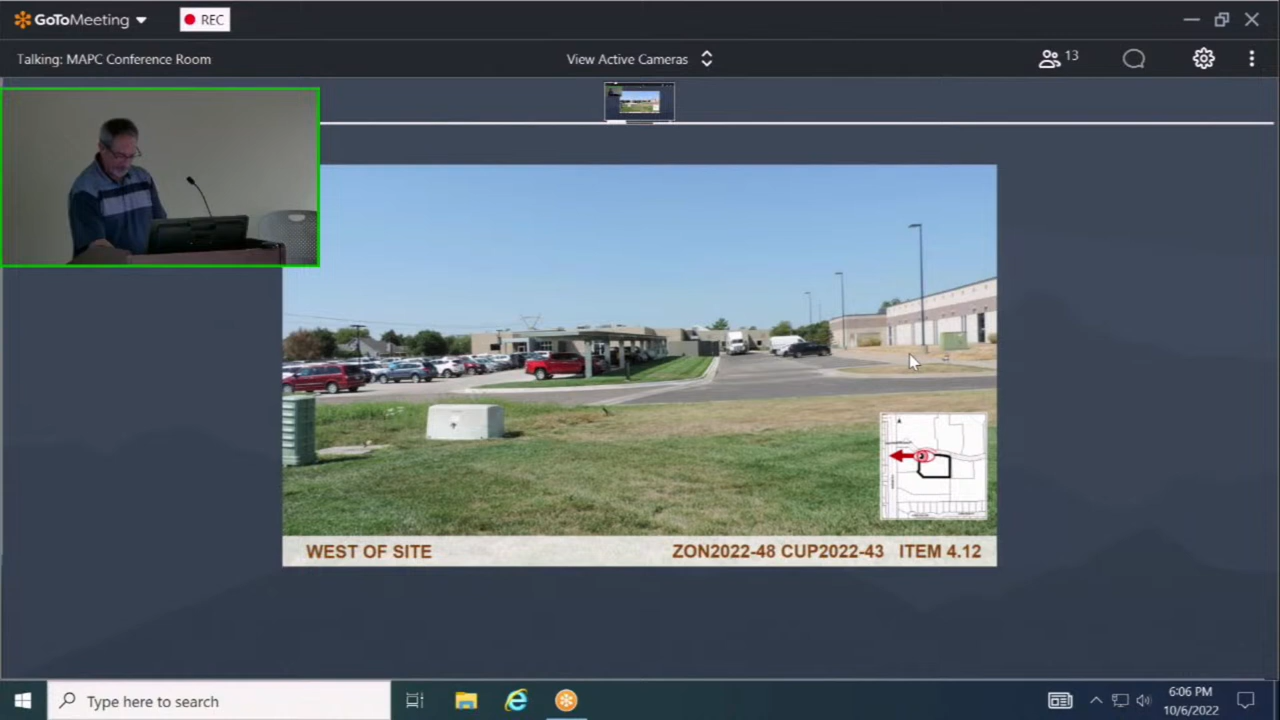 GoToMeeting
REC
Talking: MAPC Conference Room
View Active Cameras
13
WEST OF SITE
ZON2022-48 CUP2022-43 ITEM 4.12
Type here to search
6:06 PM
10/6/2022